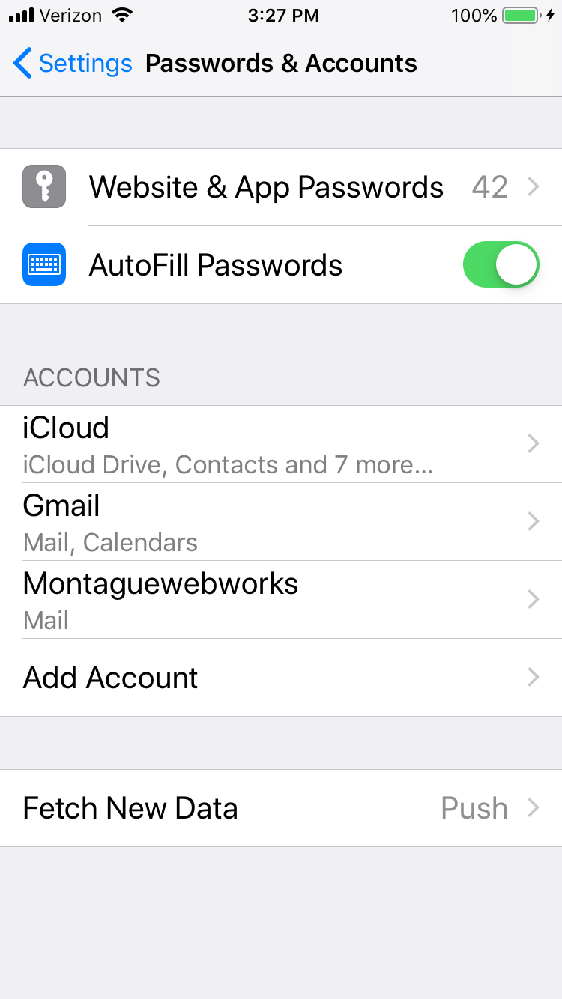 Verizon 3:27 PM 100%
Settings Passwords & Accounts
Website & App Passwords 42
AutoFill Passwords
ACCOUNTS
iCloud
iCloud Drive, Contacts and 7 more...
Gmail
Mail, Calendars
Montaguewebworks
Mail
Add Account
Fetch New Data Push